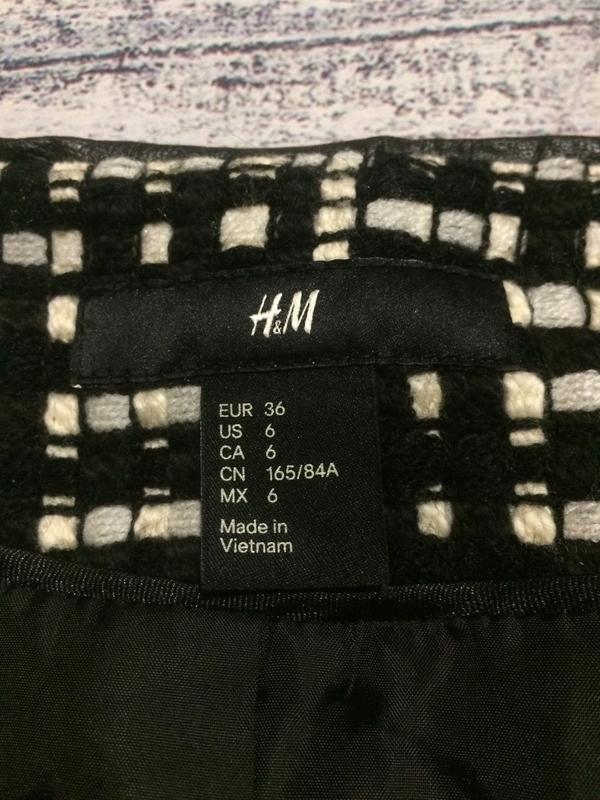 H&M
EUR 36
US 6
CA 6
CN 165/84A
MX 6
Made in
Vietnam